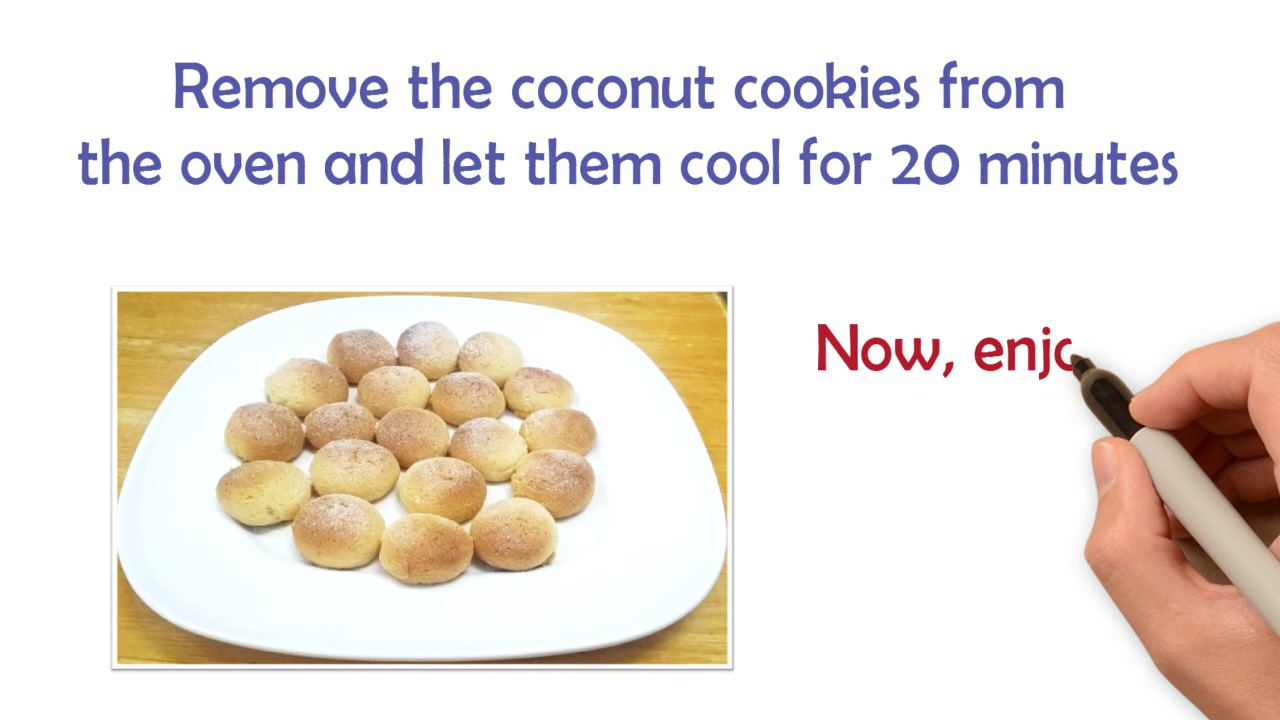 Remove the coconut cookies from
the oven and let them cool for 20 minutes
Now, enjo